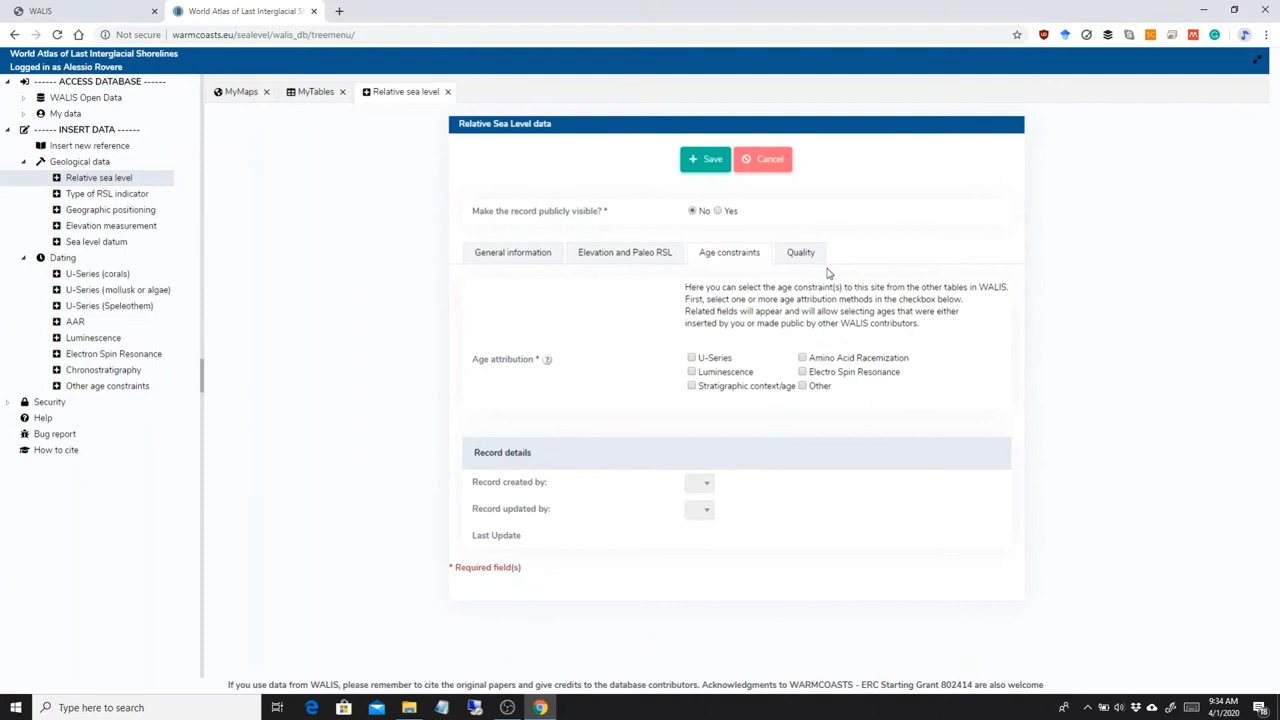 WALIS
World Atlas of Last Interglacial S
Not secure
warmcoasts.eu/sealevel/walis_db/treemenu/
World Atlas of Last Interglacial Shorelines
Logged in as Alessio Rovere
------ ACCESS DATABASE ------
WALIS Open Data
My data
------ INSERT DATA ------
Insert new reference
Geological data
Relative sea level
Type of RSL indicator
Geographic positioning
Elevation measurement
Sea level datum
Dating
U-Series (corals)
U-Series (mollusk or algae)
U-Series (Speleothem)
AAR
Luminescence
Electron Spin Resonance
Chronostratigraphy
Other age constraints
Security
Help
Bug report
How to cite
MyMaps
MyTables
Relative sea level
Relative Sea Level data
Save
Cancel
Make the record publicly visible? *
No
Yes
General information
Elevation and Paleo RSL
Age constraints
Quality
Here you can select the age constraint(s) to this site from the other tables in WALIS.
First, select one or more age attribution methods in the checkbox below.
Related fields will appear and will allow selecting ages that were either
inserted by you or made public by other WALIS contributors.
Age attribution *
U-Series
Amino Acid Racemization
Luminescence
Electro Spin Resonance
Stratigraphic context/age
Other
Record details
Record created by:
Record updated by:
Last Update
* Required field(s)
If you use data from WALIS, please remember to cite the original papers and give credits to the database contributors. Acknowledgments to WARMCOASTS - ERC Starting Grant 802414 are also welcome
Type here to search
9:34 AM
4/1/2020